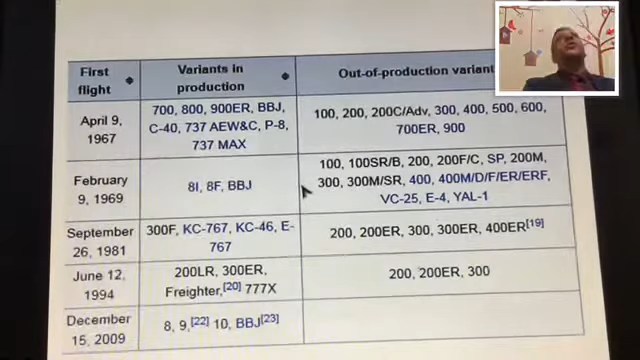 First flight
Variants in production
Out-of-production variant
April 9, 1967
700, 800, 900ER, BBJ,
C-40, 737 AEW&C, P-8,
737 MAX
100, 200, 200C/Adv, 300, 400, 500, 600,
700ER, 900
February 9, 1969
8I, 8F, BBJ
100, 100SR/B, 200, 200F/C, SP, 200M,
300, 300M/SR, 400, 400M/D/F/ER/ERF,
VC-25, E-4, YAL-1
September 26, 1981
300F, KC-767, KC-46, E-
767
200, 200ER, 300, 300ER, 400ER[19]
June 12, 1994
200LR, 300ER,
Freighter,[20] 777X
200, 200ER, 300
December 15, 2009
8, 9,[22] 10, BBJ[23]